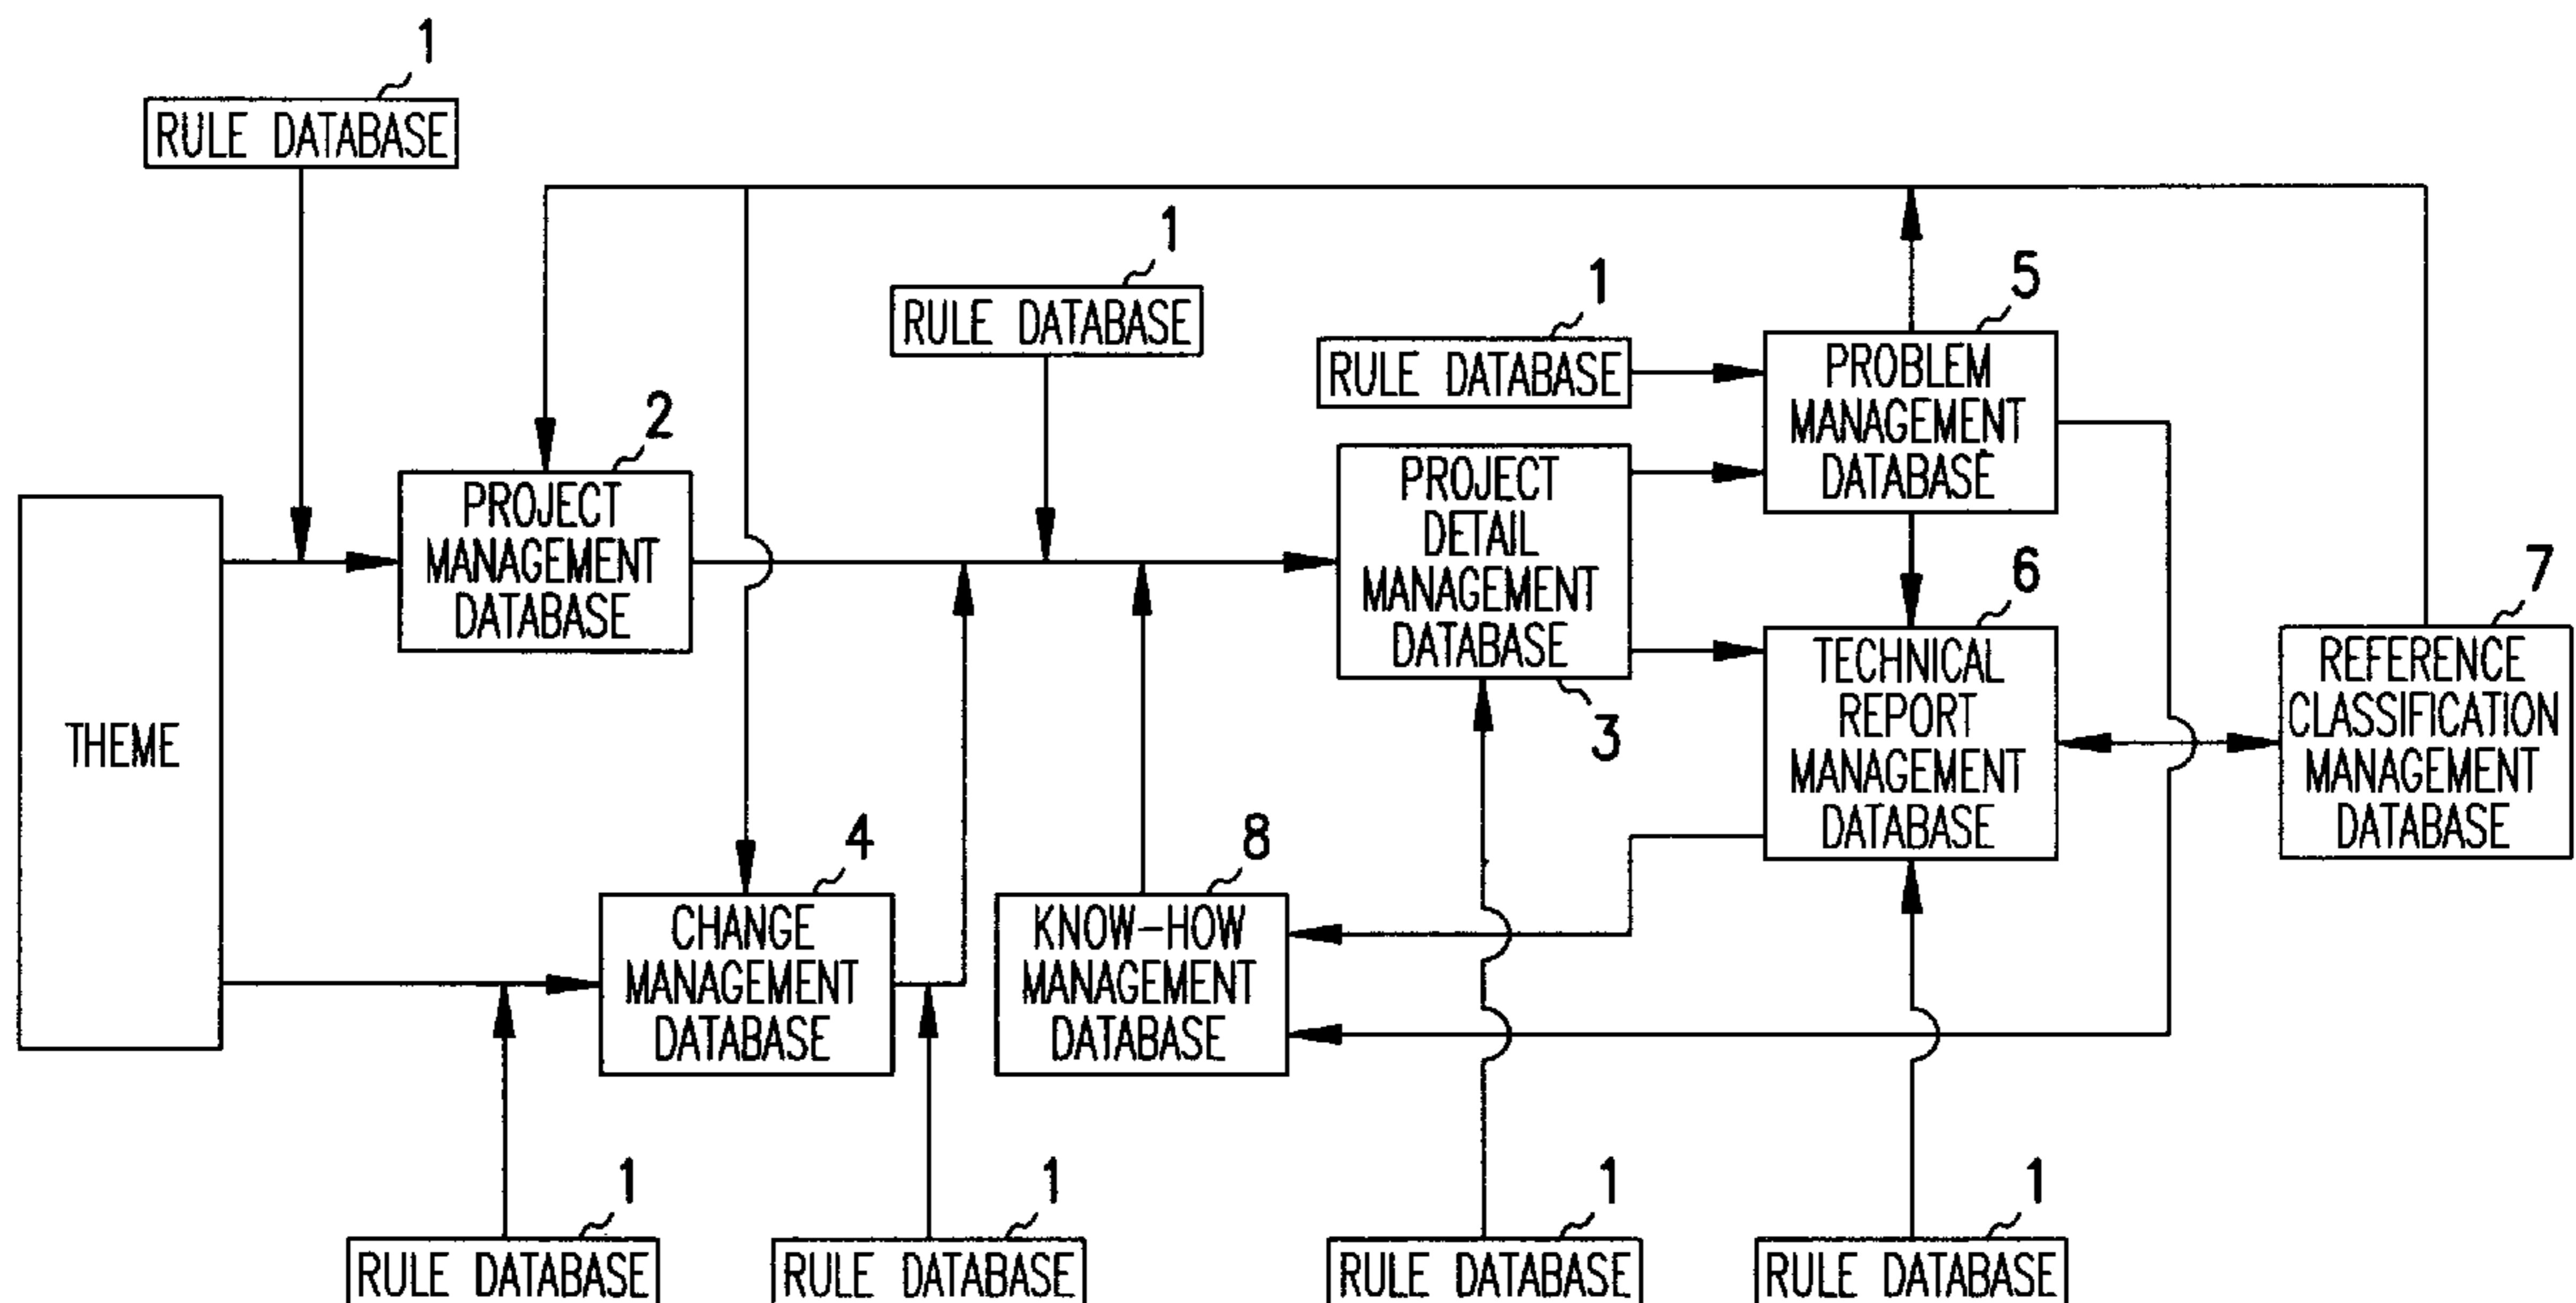 1
RULE DATABASE
1
RULE DATABASE
1
RULE DATABASE
5
PROBLEM
MANAGEMENT
DATABASE
2
PROJECT
MANAGEMENT
DATABASE
PROJECT
DETAIL
MANAGEMENT
DATABASE
3
6
TECHNICAL
REPORT
MANAGEMENT
DATABASE
7
REFERENCE
CLASSIFICATION
MANAGEMENT
DATABASE
THEME
4
CHANGE
MANAGEMENT
DATABASE
8
KNOW-HOW
MANAGEMENT
DATABASE
1
RULE DATABASE
1
RULE DATABASE
1
RULE DATABASE
1
RULE DATABASE